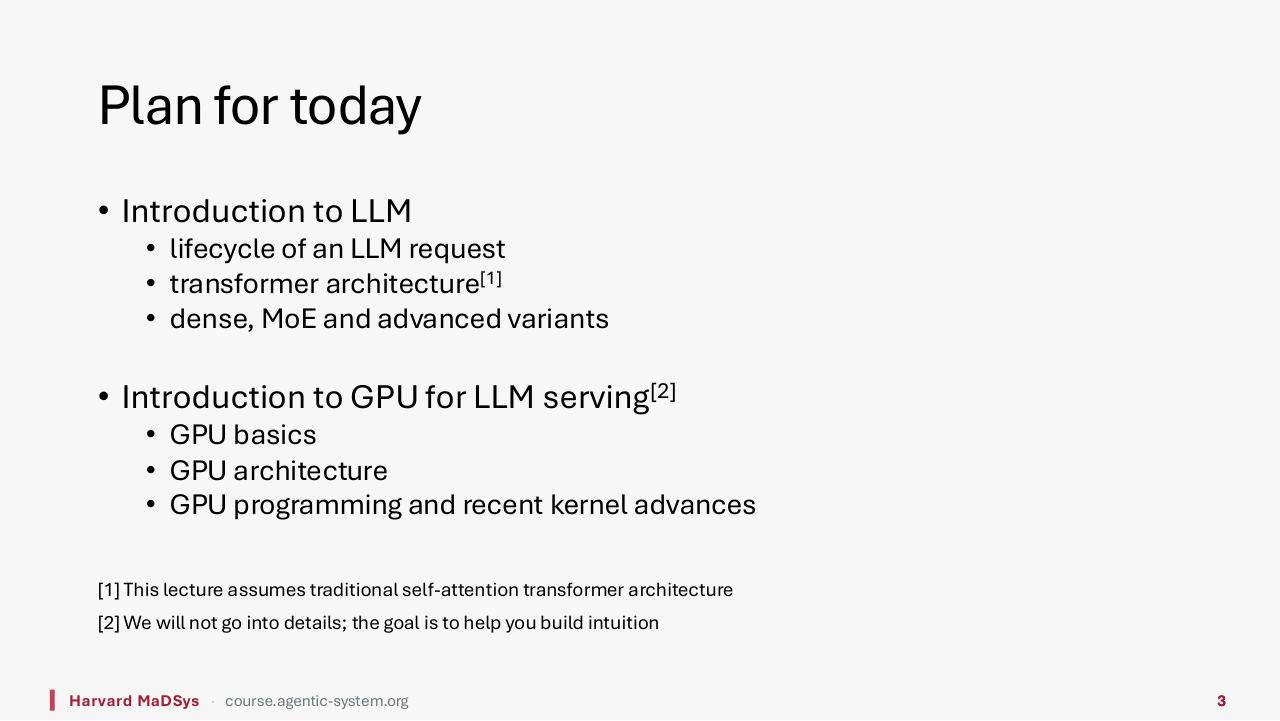 Plan for today
• Introduction to LLM
• lifecycle of an LLM request
• transformer architecture[1]
• dense, MoE and advanced variants
• Introduction to GPU for LLM serving[2]
• GPU basics
• GPU architecture
• GPU programming and recent kernel advances
[1] This lecture assumes traditional self-attention transformer architecture
[2] We will not go into details; the goal is to help you build intuition
Harvard MaDSys · course.agentic-system.org 3